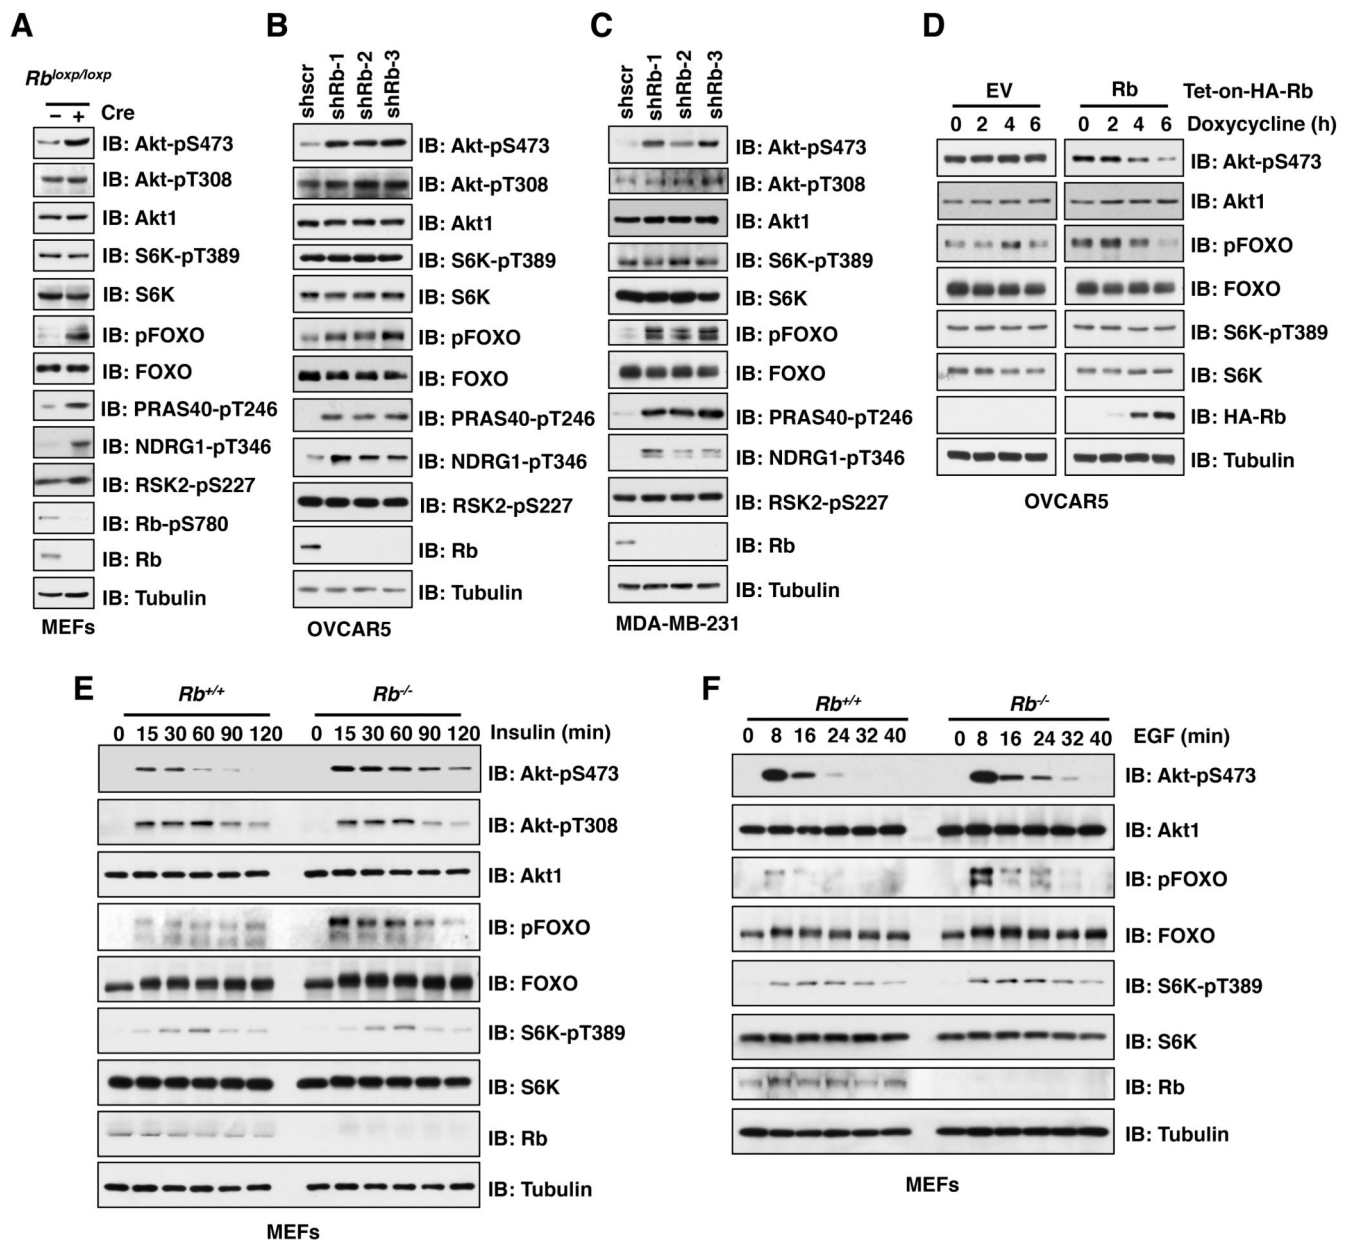 A
Rb^loxp/loxp
− + Cre
IB: Akt-pS473
IB: Akt-pT308
IB: Akt1
IB: S6K-pT389
IB: S6K
IB: pFOXO
IB: FOXO
IB: PRAS40-pT246
IB: NDRG1-pT346
IB: RSK2-pS227
IB: Rb-pS780
IB: Rb
IB: Tubulin
MEFs
B
shscr
shRb-1
shRb-2
shRb-3
IB: Akt-pS473
IB: Akt-pT308
IB: Akt1
IB: S6K-pT389
IB: S6K
IB: pFOXO
IB: FOXO
IB: PRAS40-pT246
IB: NDRG1-pT346
IB: RSK2-pS227
IB: Rb
IB: Tubulin
OVCAR5
C
shscr
shRb-1
shRb-2
shRb-3
IB: Akt-pS473
IB: Akt-pT308
IB: Akt1
IB: S6K-pT389
IB: S6K
IB: pFOXO
IB: FOXO
IB: PRAS40-pT246
IB: NDRG1-pT346
IB: RSK2-pS227
IB: Rb
IB: Tubulin
MDA-MB-231
D
EV Rb Tet-on-HA-Rb
0 2 4 6 0 2 4 6 Doxycycline (h)
IB: Akt-pS473
IB: Akt1
IB: pFOXO
IB: FOXO
IB: S6K-pT389
IB: S6K
IB: HA-Rb
IB: Tubulin
OVCAR5
E
Rb+/+ Rb-/-
0 15 30 60 90 120 0 15 30 60 90 120 Insulin (min)
IB: Akt-pS473
IB: Akt-pT308
IB: Akt1
IB: pFOXO
IB: FOXO
IB: S6K-pT389
IB: S6K
IB: Rb
IB: Tubulin
MEFs
F
Rb+/+ Rb-/-
0 8 16 24 32 40 0 8 16 24 32 40 EGF (min)
IB: Akt-pS473
IB: Akt1
IB: pFOXO
IB: FOXO
IB: S6K-pT389
IB: S6K
IB: Rb
IB: Tubulin
MEFs